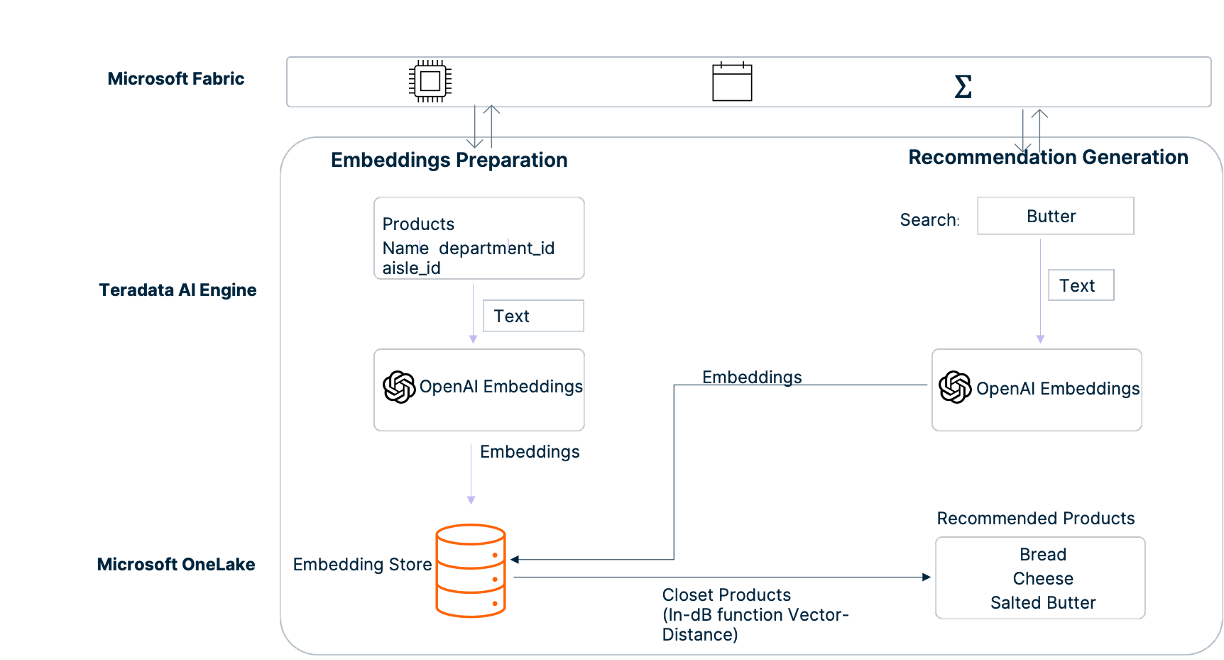 Microsoft Fabric
Σ
Embeddings Preparation
Recommendation Generation
Products
Name department_id
aisle_id
Search:
Butter
Teradata AI Engine
Text
Text
OpenAI Embeddings
Embeddings
OpenAI Embeddings
Embeddings
Recommended Products
Microsoft OneLake
Embedding Store
Bread
Cheese
Salted Butter
Closet Products
(In-dB function Vector-
Distance)